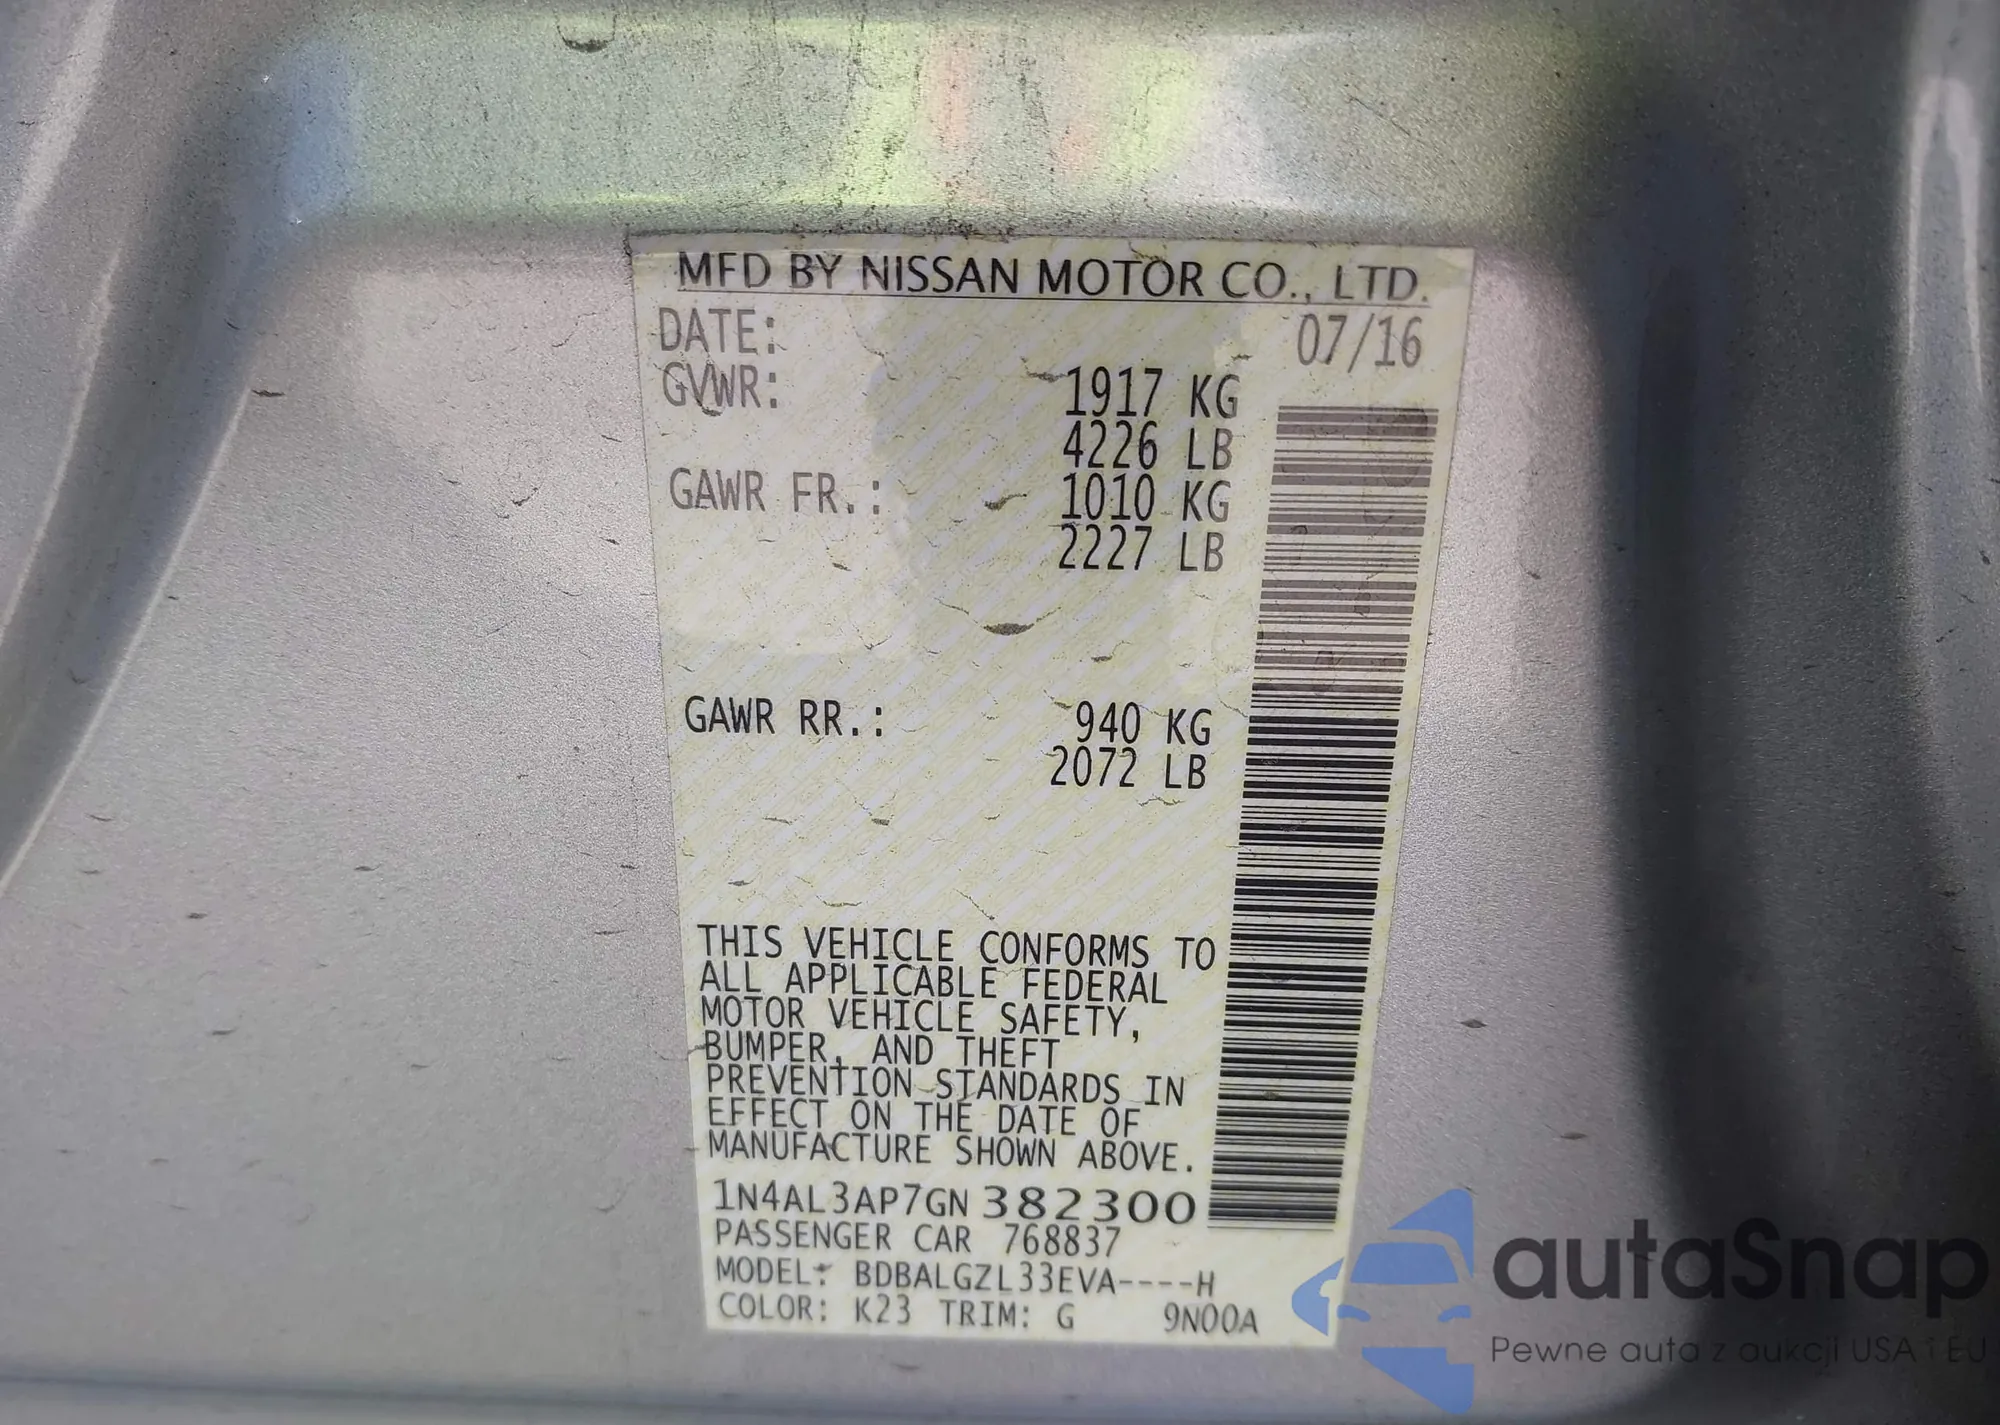 MFD BY NISSAN MOTOR CO., LTD.
DATE: 07/16
GVWR: 1917 KG
4226 LB
GAWR FR.: 1010 KG
2227 LB
GAWR RR.: 940 KG
2072 LB
THIS VEHICLE CONFORMS TO
ALL APPLICABLE FEDERAL
MOTOR VEHICLE SAFETY,
BUMPER, AND THEFT
PREVENTION STANDARDS IN
EFFECT ON THE DATE OF
MANUFACTURE SHOWN ABOVE.
1N4AL3AP7GN 382300
PASSENGER CAR 768837
MODEL: BDBALGZL33EVA----H
COLOR: K23 TRIM: G 9N00A
autaSnap
Pewne auta z aukcji USA i EU